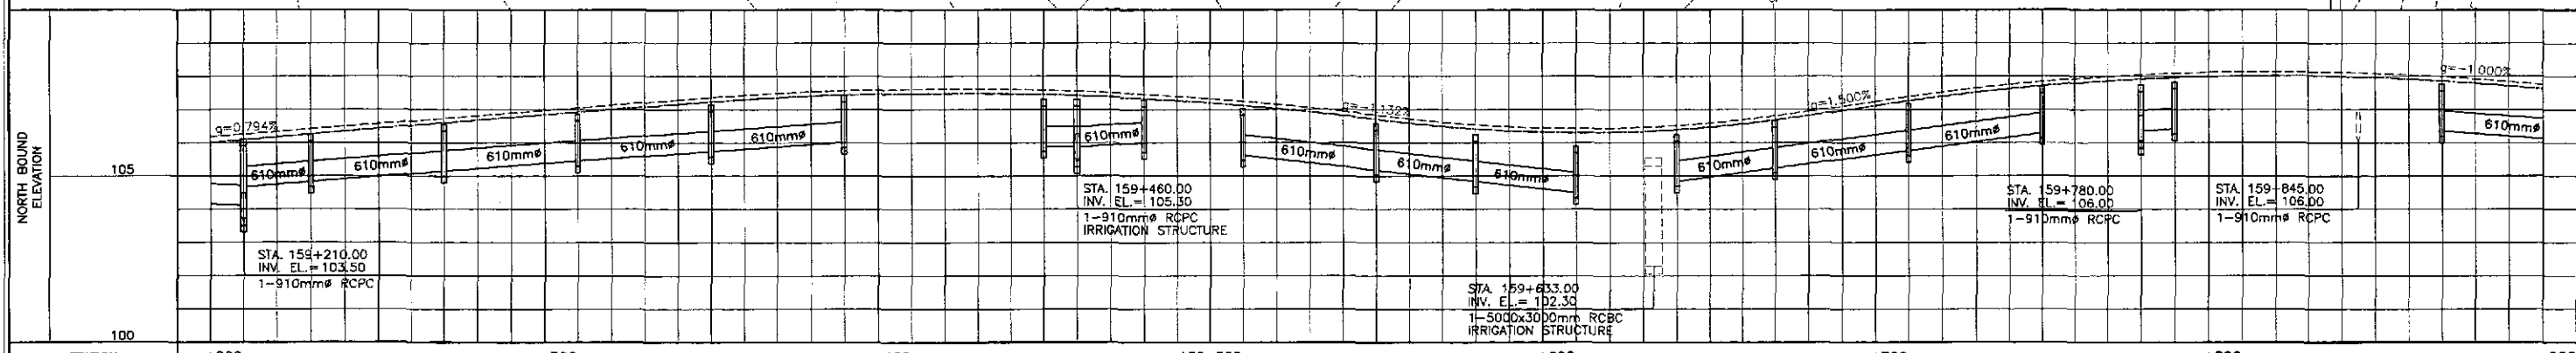 NORTH BOUND
ELEVATION
105
100
g=0.794%
610mmø
610mmø
610mmø
610mmø
610mmø
STA. 159+210.00
INV. EL.= 103.50
1-910mmø RCPC
610mmø
STA. 159+460.00
INV. EL.= 105.30
1-910mmø RCPC
IRRIGATION STRUCTURE
g=-1.132%
610mmø
610mmø
610mmø
STA. 159+633.00
INV. EL.= 102.30
1-5000x3000mm RCBC
IRRIGATION STRUCTURE
g=1.500%
610mmø
610mmø
610mmø
STA. 159+780.00
INV. EL.= 106.00
1-910mmø RCPC
STA. 159+845.00
INV. EL.= 106.00
1-910mmø RCPC
g=-1.000%
610mmø